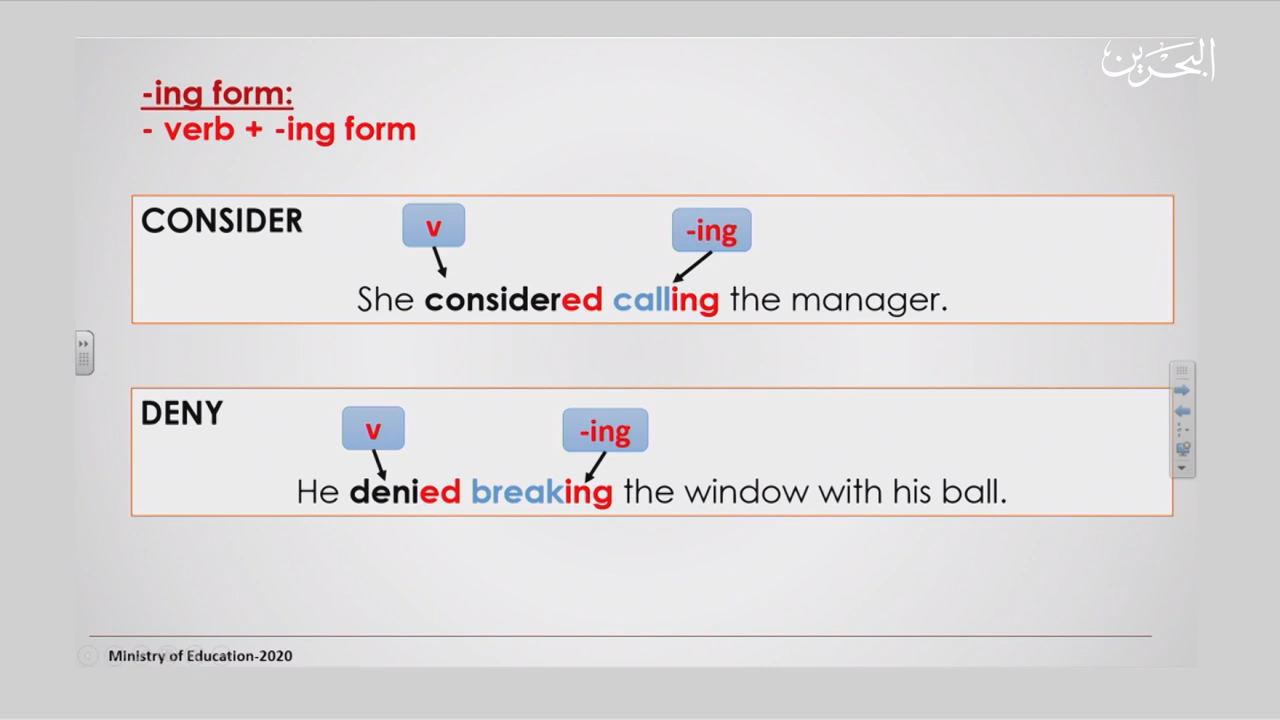 البحرين
-ing form:
- verb + -ing form
CONSIDER
v
-ing
She considered calling the manager.
DENY
v
-ing
He denied breaking the window with his ball.
Ministry of Education-2020